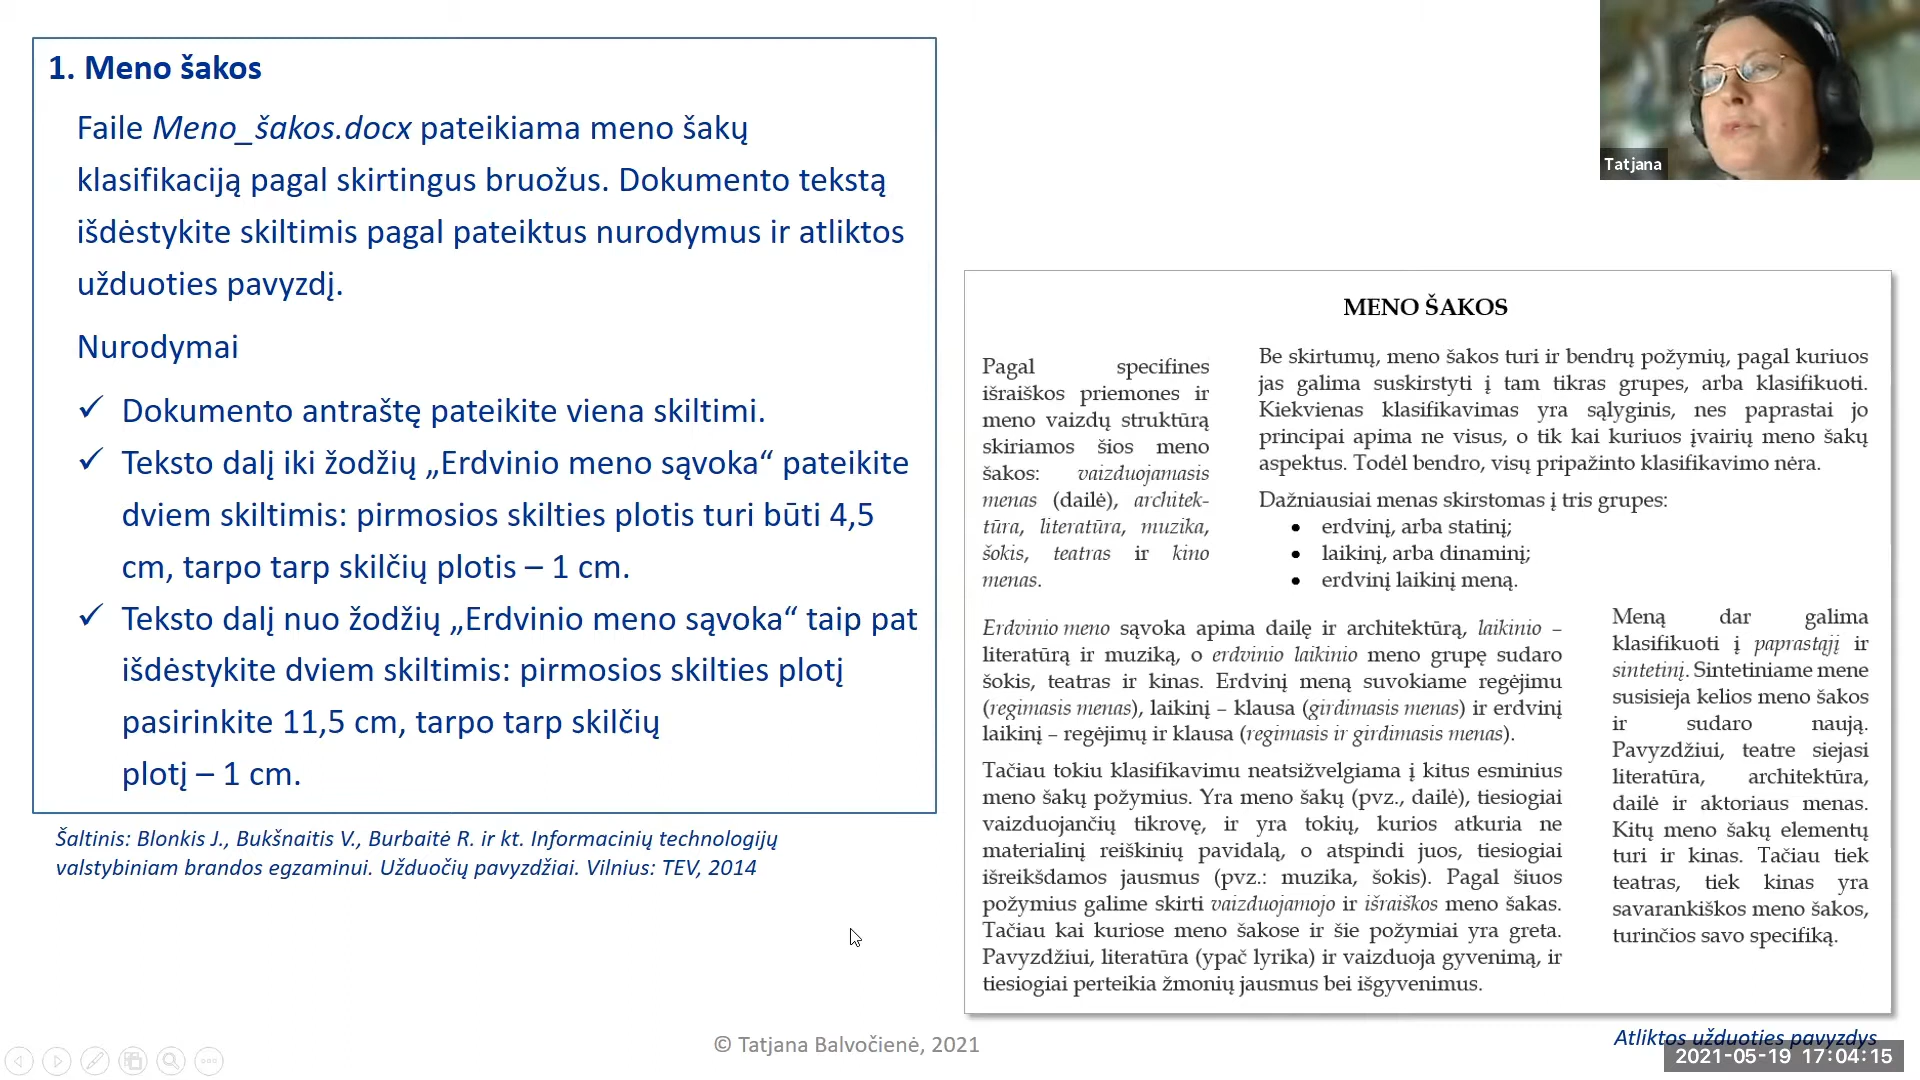 1. Meno šakos
Faile Meno_šakos.docx pateikiama meno šakų
klasifikaciją pagal skirtingus bruožus. Dokumento tekstą
išdėstykite skiltimis pagal pateiktus nurodymus ir atliktos
užduoties pavyzdį.
Nurodymai
✓ Dokumento antraštę pateikite viena skiltimi.
✓ Teksto dalį iki žodžių „Erdvinio meno sąvoka“ pateikite
dviem skiltimis: pirmosios skilties plotis turi būti 4,5
cm, tarpo tarp skilčių plotis – 1 cm.
✓ Teksto dalį nuo žodžių „Erdvinio meno sąvoka“ taip pat
išdėstykite dviem skiltimis: pirmosios skilties plotį
pasirinkite 11,5 cm, tarpo tarp skilčių
plotį – 1 cm.
Šaltinis: Blonkis J., Bukšnaitis V., Burbaitė R. ir kt. Informacinių technologijų
valstybiniam brandos egzaminui. Užduočių pavyzdžiai. Vilnius: TEV, 2014
Tatjana
MENO ŠAKOS
Pagal specifines
išraiškos priemones ir
meno vaizdų struktūrą
skiriamos šios meno
šakos: vaizduojamasis
menas (dailė), architek-
tūra, literatūra, muzika,
šokis, teatras ir kino
menas.
Be skirtumų, meno šakos turi ir bendrų požymių, pagal kuriuos
jas galima suskirstyti į tam tikras grupes, arba klasifikuoti.
Kiekvienas klasifikavimas yra sąlyginis, nes paprastai jo
principai apima ne visus, o tik kai kuriuos įvairių meno šakų
aspektus. Todėl bendro, visų pripažinto klasifikavimo nėra.
Dažniausiai menas skirstomas į tris grupes:
• erdvinį, arba statinį;
• laikinį, arba dinaminį;
• erdvinį laikinį meną.
Erdvinio meno sąvoka apima dailę ir architektūrą, laikinio –
literatūrą ir muziką, o erdvinio laikinio meno grupę sudaro
šokis, teatras ir kinas. Erdvinį meną suvokiame regėjimu
(regimasis menas), laikinį – klausa (girdimasis menas) ir erdvinį
laikinį – regėjimų ir klausa (regimasis ir girdimasis menas).
Tačiau tokiu klasifikavimu neatsižvelgiama į kitus esminius
meno šakų požymius. Yra meno šakų (pvz., dailė), tiesiogiai
vaizduojančių tikrovę, ir yra tokių, kurios atkuria ne
materialinį reiškinių pavidalą, o atspindi juos, tiesiogiai
išreikšdamos jausmus (pvz.: muzika, šokis). Pagal šiuos
požymius galime skirti vaizduojamojo ir išraiškos meno šakas.
Tačiau kai kuriose meno šakose ir šie požymiai yra greta.
Pavyzdžiui, literatūra (ypač lyrika) ir vaizduoja gyvenimą, ir
tiesiogiai perteikia žmonių jausmus bei išgyvenimus.
Meną dar galima
klasifikuoti į paprastąjį ir
sintetinį. Sintetiniame mene
susisieja kelios meno šakos
ir sudaro naują.
Pavyzdžiui, teatre siejasi
literatūra, architektūra,
dailė ir aktoriaus menas.
Kitų meno šakų elementų
turi ir kinas. Tačiau tiek
teatras, tiek kinas yra
savarankiškos meno šakos,
turinčios savo specifiką.
© Tatjana Balvočienė, 2021
Atliktos užduoties pavyzdys
2021-05-19 17:04:15